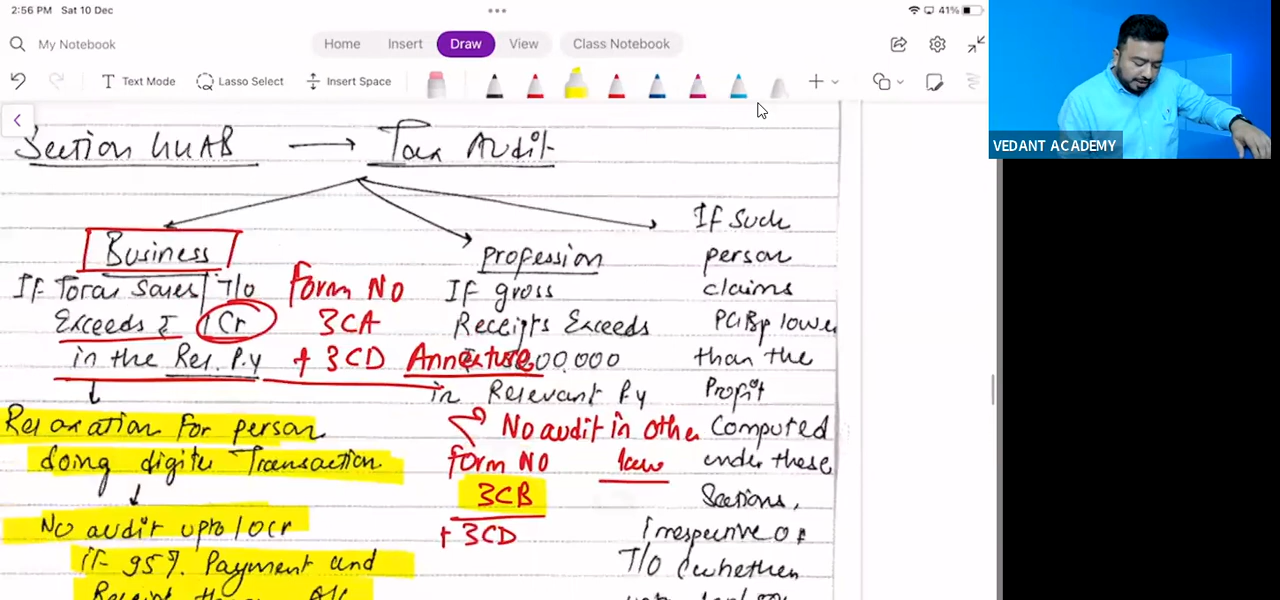 2:56 PM Sat 10 Dec
41%
My Notebook
Home Insert Draw View Class Notebook
Text Mode Lasso Select Insert Space
VEDANT ACADEMY
Section 44AB → Tax Audit
Business
If Total Sales/T/o
Exceeds ₹ 1Cr
in the Rel. P.y
Form No
3CA
+ 3CD Annexture
Profession
If gross
Receipts Exceeds
00.000
in Relevant P.y
No audit in other
law
Form NO
3CB
+ 3CD
If Such
person
claims
PGBP lower
than the
Profit
Computed
under these
Sections,
Irrespective of
T/O (whether
Relaxation for person
doing digital Transaction
No audit upto 10cr
if 95% Payment and